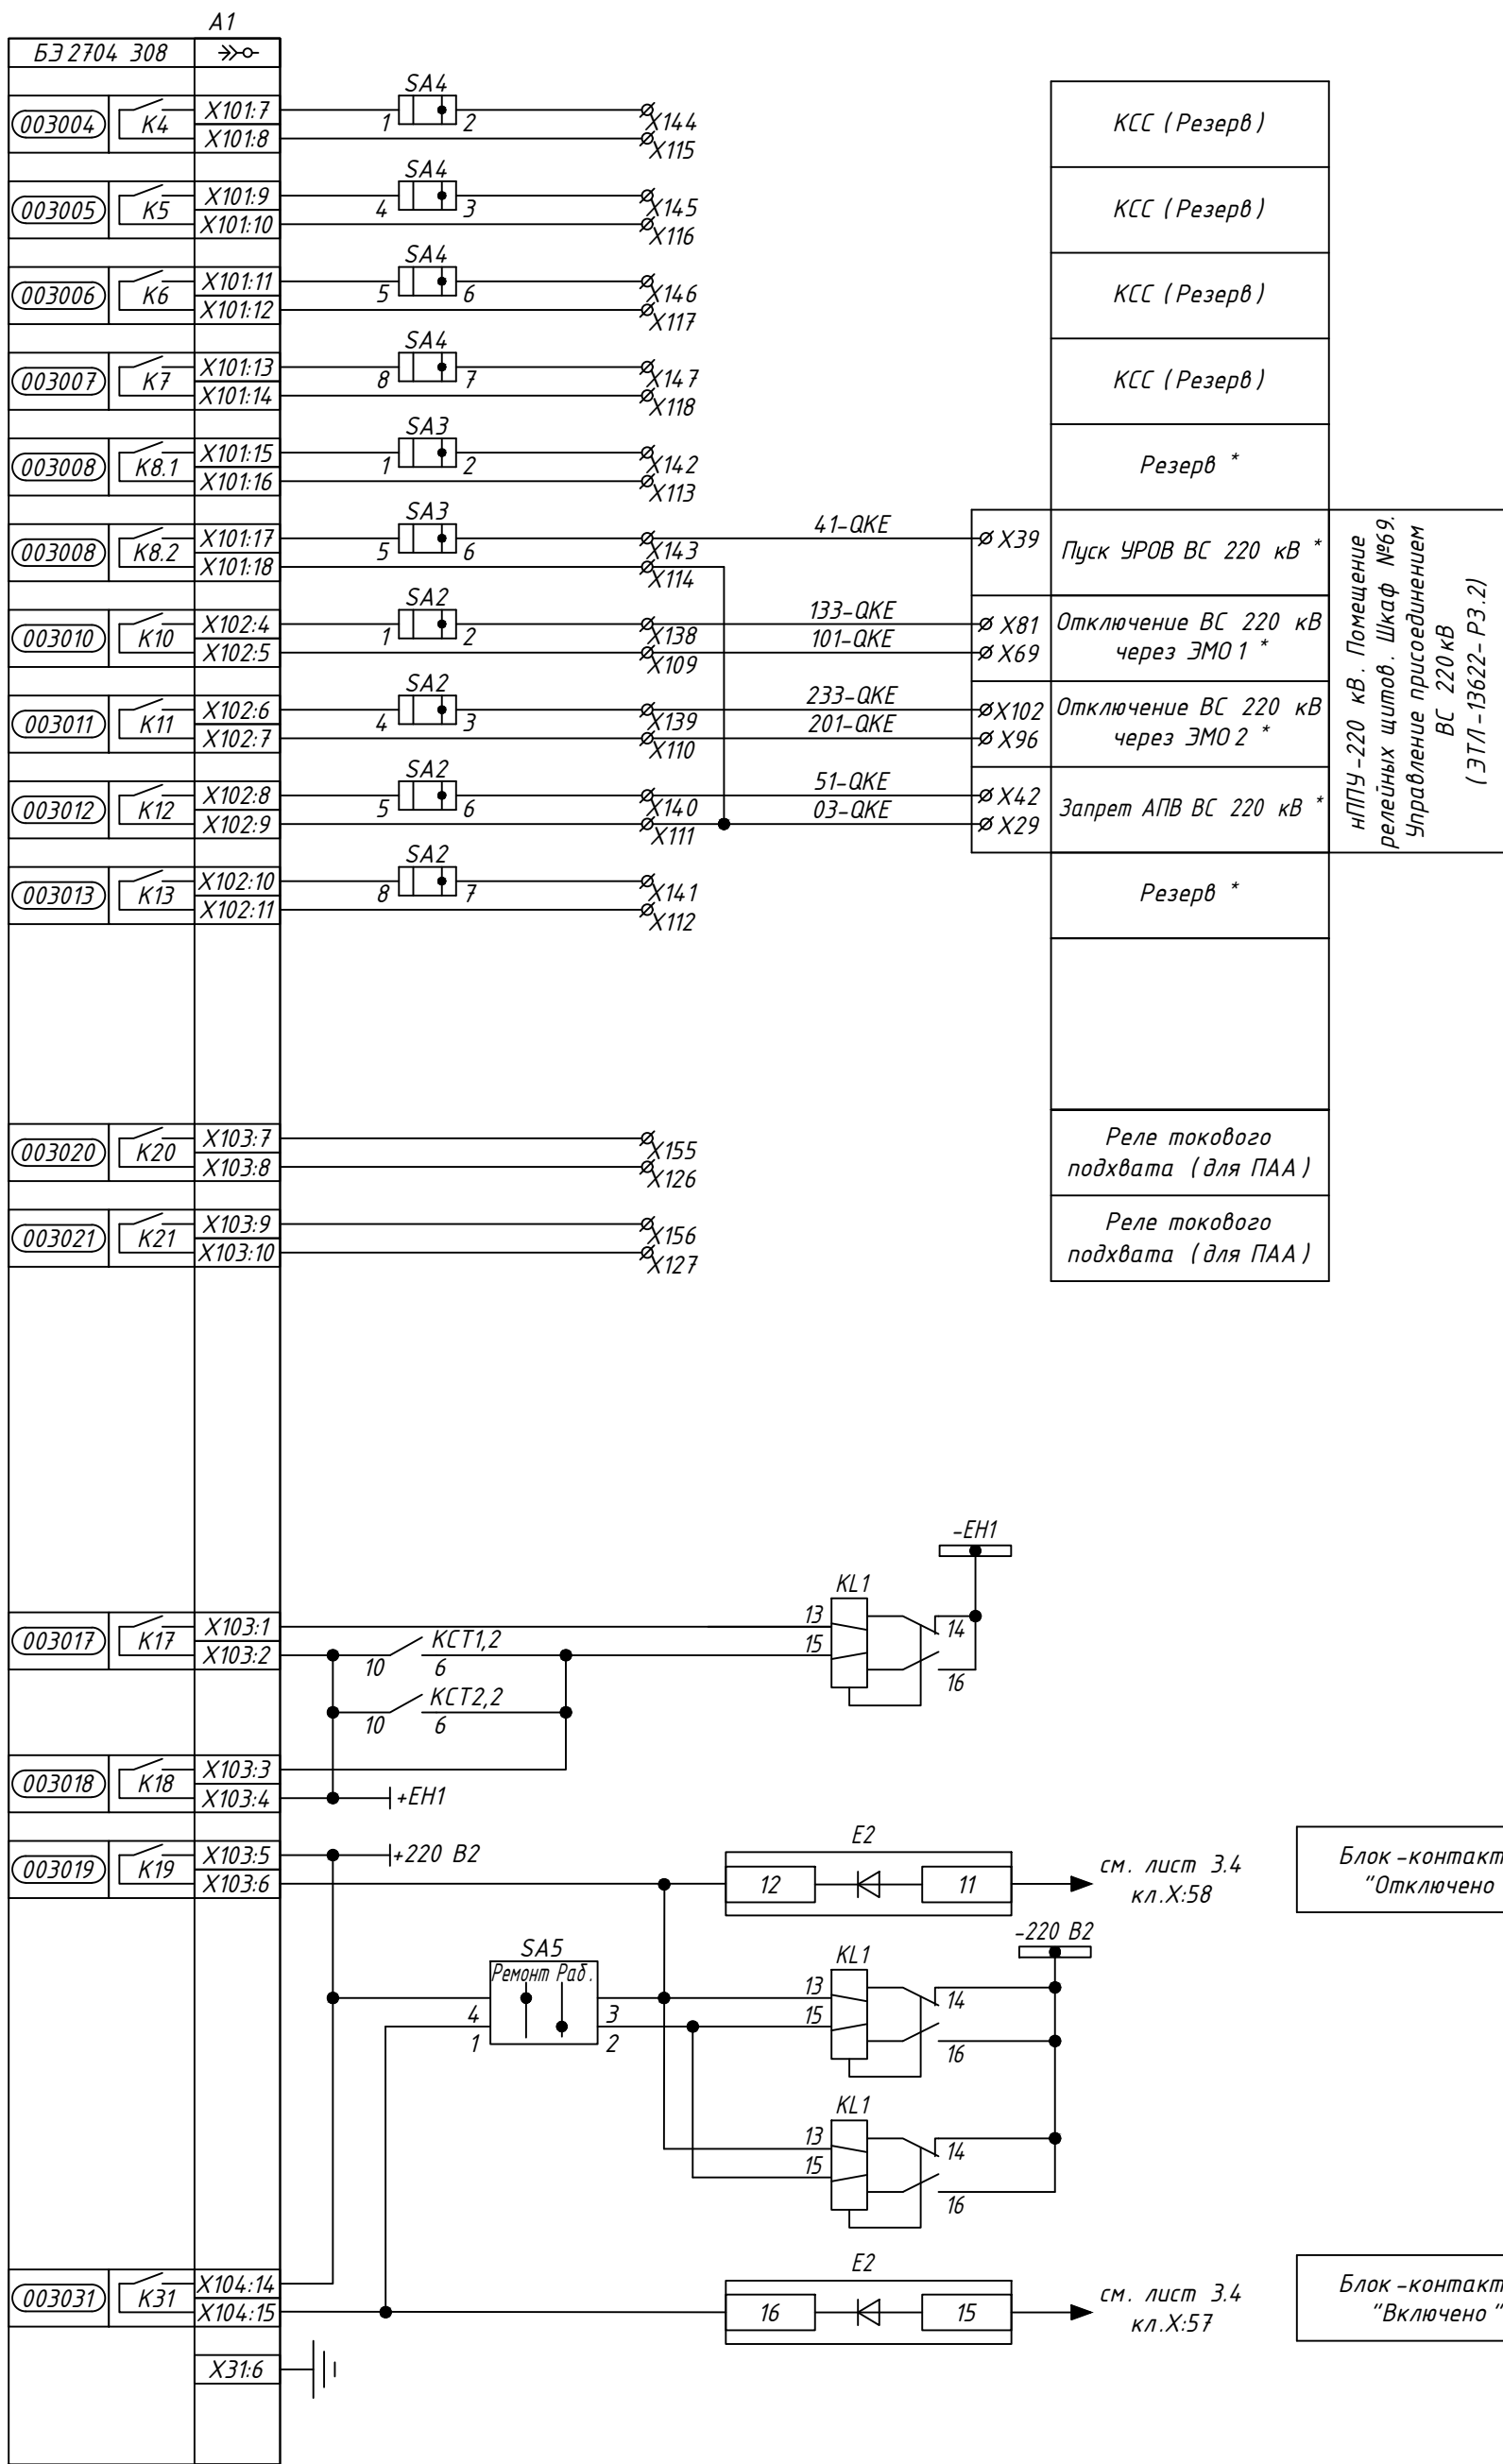 A1
БЭ 2704 308
003004 K4 X101:7 SA4 1 2 X144
X101:8 X115
КСС (Резерв)
003005 K5 X101:9 SA4 4 3 X145
X101:10 X116
КСС (Резерв)
003006 K6 X101:11 SA4 5 6 X146
X101:12 X117
КСС (Резерв)
003007 K7 X101:13 SA4 8 7 X147
X101:14 X118
КСС (Резерв)
003008 K8.1 X101:15 SA3 1 2 X142
X101:16 X113
Резерв *
003008 K8.2 X101:17 SA3 5 6 X143 41-QKE X39
X101:18 X114
Пуск УРОВ ВС 220 кВ *
003010 K10 X102:4 SA2 1 2 X138 133-QKE X81
X102:5 X109 101-QKE X69
Отключение ВС 220 кВ
через ЭМО 1 *
003011 K11 X102:6 SA2 4 3 X139 233-QKE X102
X102:7 X110 201-QKE X96
Отключение ВС 220 кВ
через ЭМО 2 *
003012 K12 X102:8 SA2 5 6 X140 51-QKE X42
X102:9 X111 03-QKE X29
Запрет АПВ ВС 220 кВ *
нППУ-220 кВ. Помещение
релейных щитов. Шкаф №69.
Управление присоединением
ВС 220кВ
(ЭТЛ-13622-РЗ.2)
003013 K13 X102:10 SA2 8 7 X141
X102:11 X112
Резерв *
003020 K20 X103:7 X155
X103:8 X126
Реле токового
подхвата (для ПАА)
003021 K21 X103:9 X156
X103:10 X127
Реле токового
подхвата (для ПАА)
-EH1
KL1
003017 K17 X103:1 13 14
X103:2 10 KCT1,2 6 15 16
10 KCT2,2 6
003018 K18 X103:3
X103:4 +EH1
003019 K19 X103:5 +220 В2
X103:6
E2
12 11
см. лист 3.4
кл.X:58
Блок-контакт
"Отключено
-220 В2
SA5
Ремонт Раб.
4 3
1 2
KL1
13 14
15 16
KL1
13 14
15 16
003031 K31 X104:14
X104:15
E2
16 15
см. лист 3.4
кл.X:57
Блок-контакт
"Включено"
X31:6